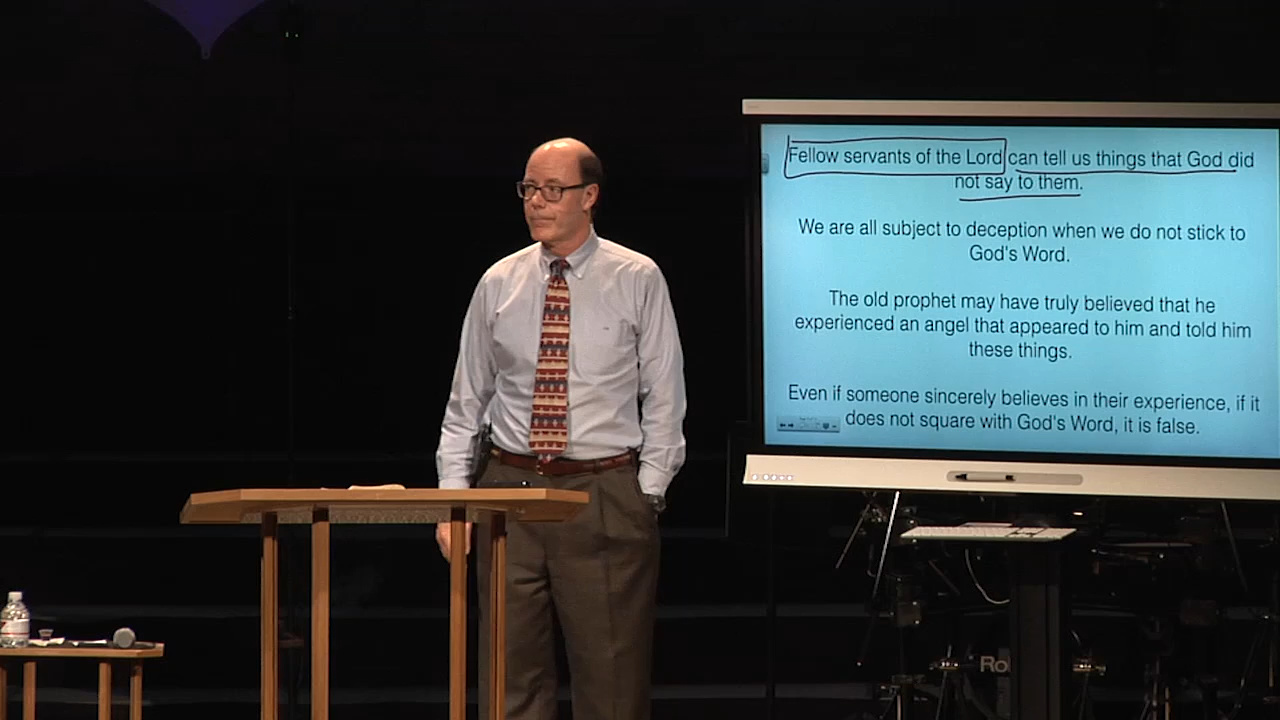 Fellow servants of the Lord can tell us things that God did
not say to them.
We are all subject to deception when we do not stick to
God's Word.
The old prophet may have truly believed that he
experienced an angel that appeared to him and told him
these things.
Even if someone sincerely believes in their experience, if it
does not square with God's Word, it is false.
Ro